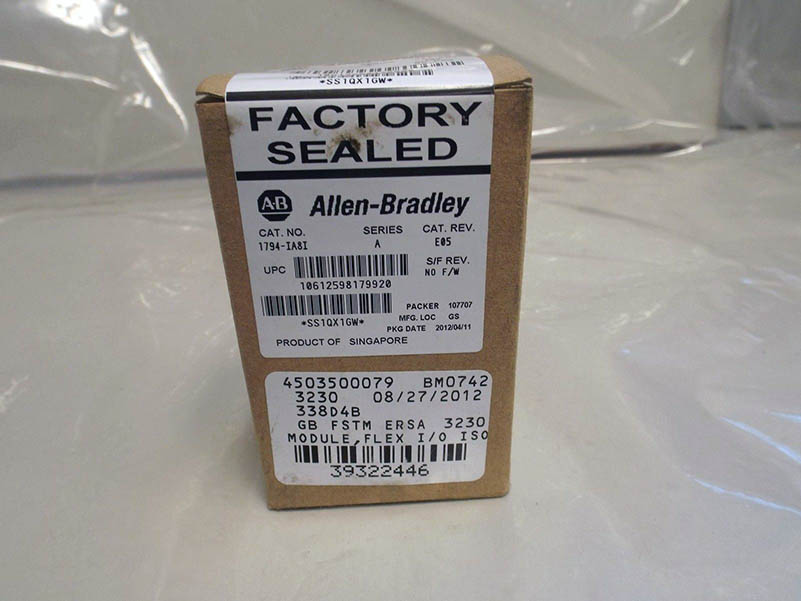 *SS1QX1GW*
FACTORY
SEALED
A-B Allen-Bradley
CAT. NO. SERIES CAT. REV.
1794-IA8I A E05
UPC S/F REV.
NO F/W
10612598179920
PACKER 107707
MFG. LOC GS
*SS1QX1GW* PKG DATE 2012/04/11
PRODUCT OF SINGAPORE
4503500079 BM0742
3230 08/27/2012
338D4B
GB FSTM ERSA 3230
MODULE,FLEX I/O ISO
39322446